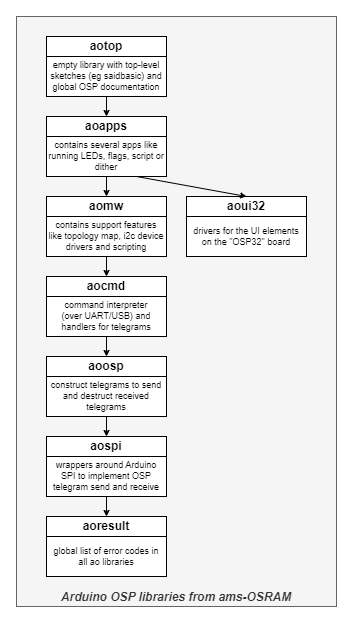 aotop
empty library with top-level
sketches (eg saidbasic) and
global OSP documentation
aoapps
contains several apps like
running LEDs, flags, script or
dither
aomw
contains support features
like topology map, i2c device
drivers and scripting
aoui32
drivers for the UI elements
on the "OSP32" board
aocmd
command interpreter
(over UART/USB) and
handlers for telegrams
aoosp
construct telegrams to send
and destruct received
telegrams
aospi
wrappers around Arduino
SPI to implement OSP
telegram send and receive
aoresult
global list of error codes in
all ao libraries
Arduino OSP libraries from ams-OSRAM